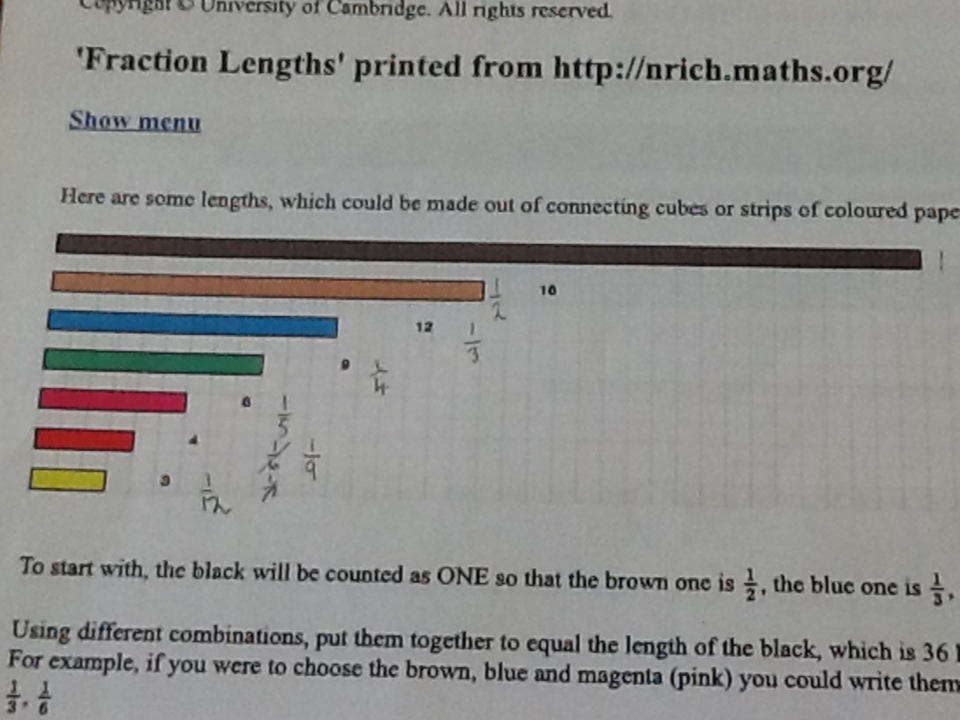 Copyright © University of Cambridge. All rights reserved.
'Fraction Lengths' printed from http://nrich.maths.org/
Show menu
Here are some lengths, which could be made out of connecting cubes or strips of coloured pape
1
18 1/2
12 1/3
9 1/4
6 1/5
4 1/6 1/9
3 1/12
To start with, the black will be counted as ONE so that the brown one is 1/2, the blue one is 1/3,
Using different combinations, put them together to equal the length of the black, which is 36
For example, if you were to choose the brown, blue and magenta (pink) you could write them
1/3, 1/6